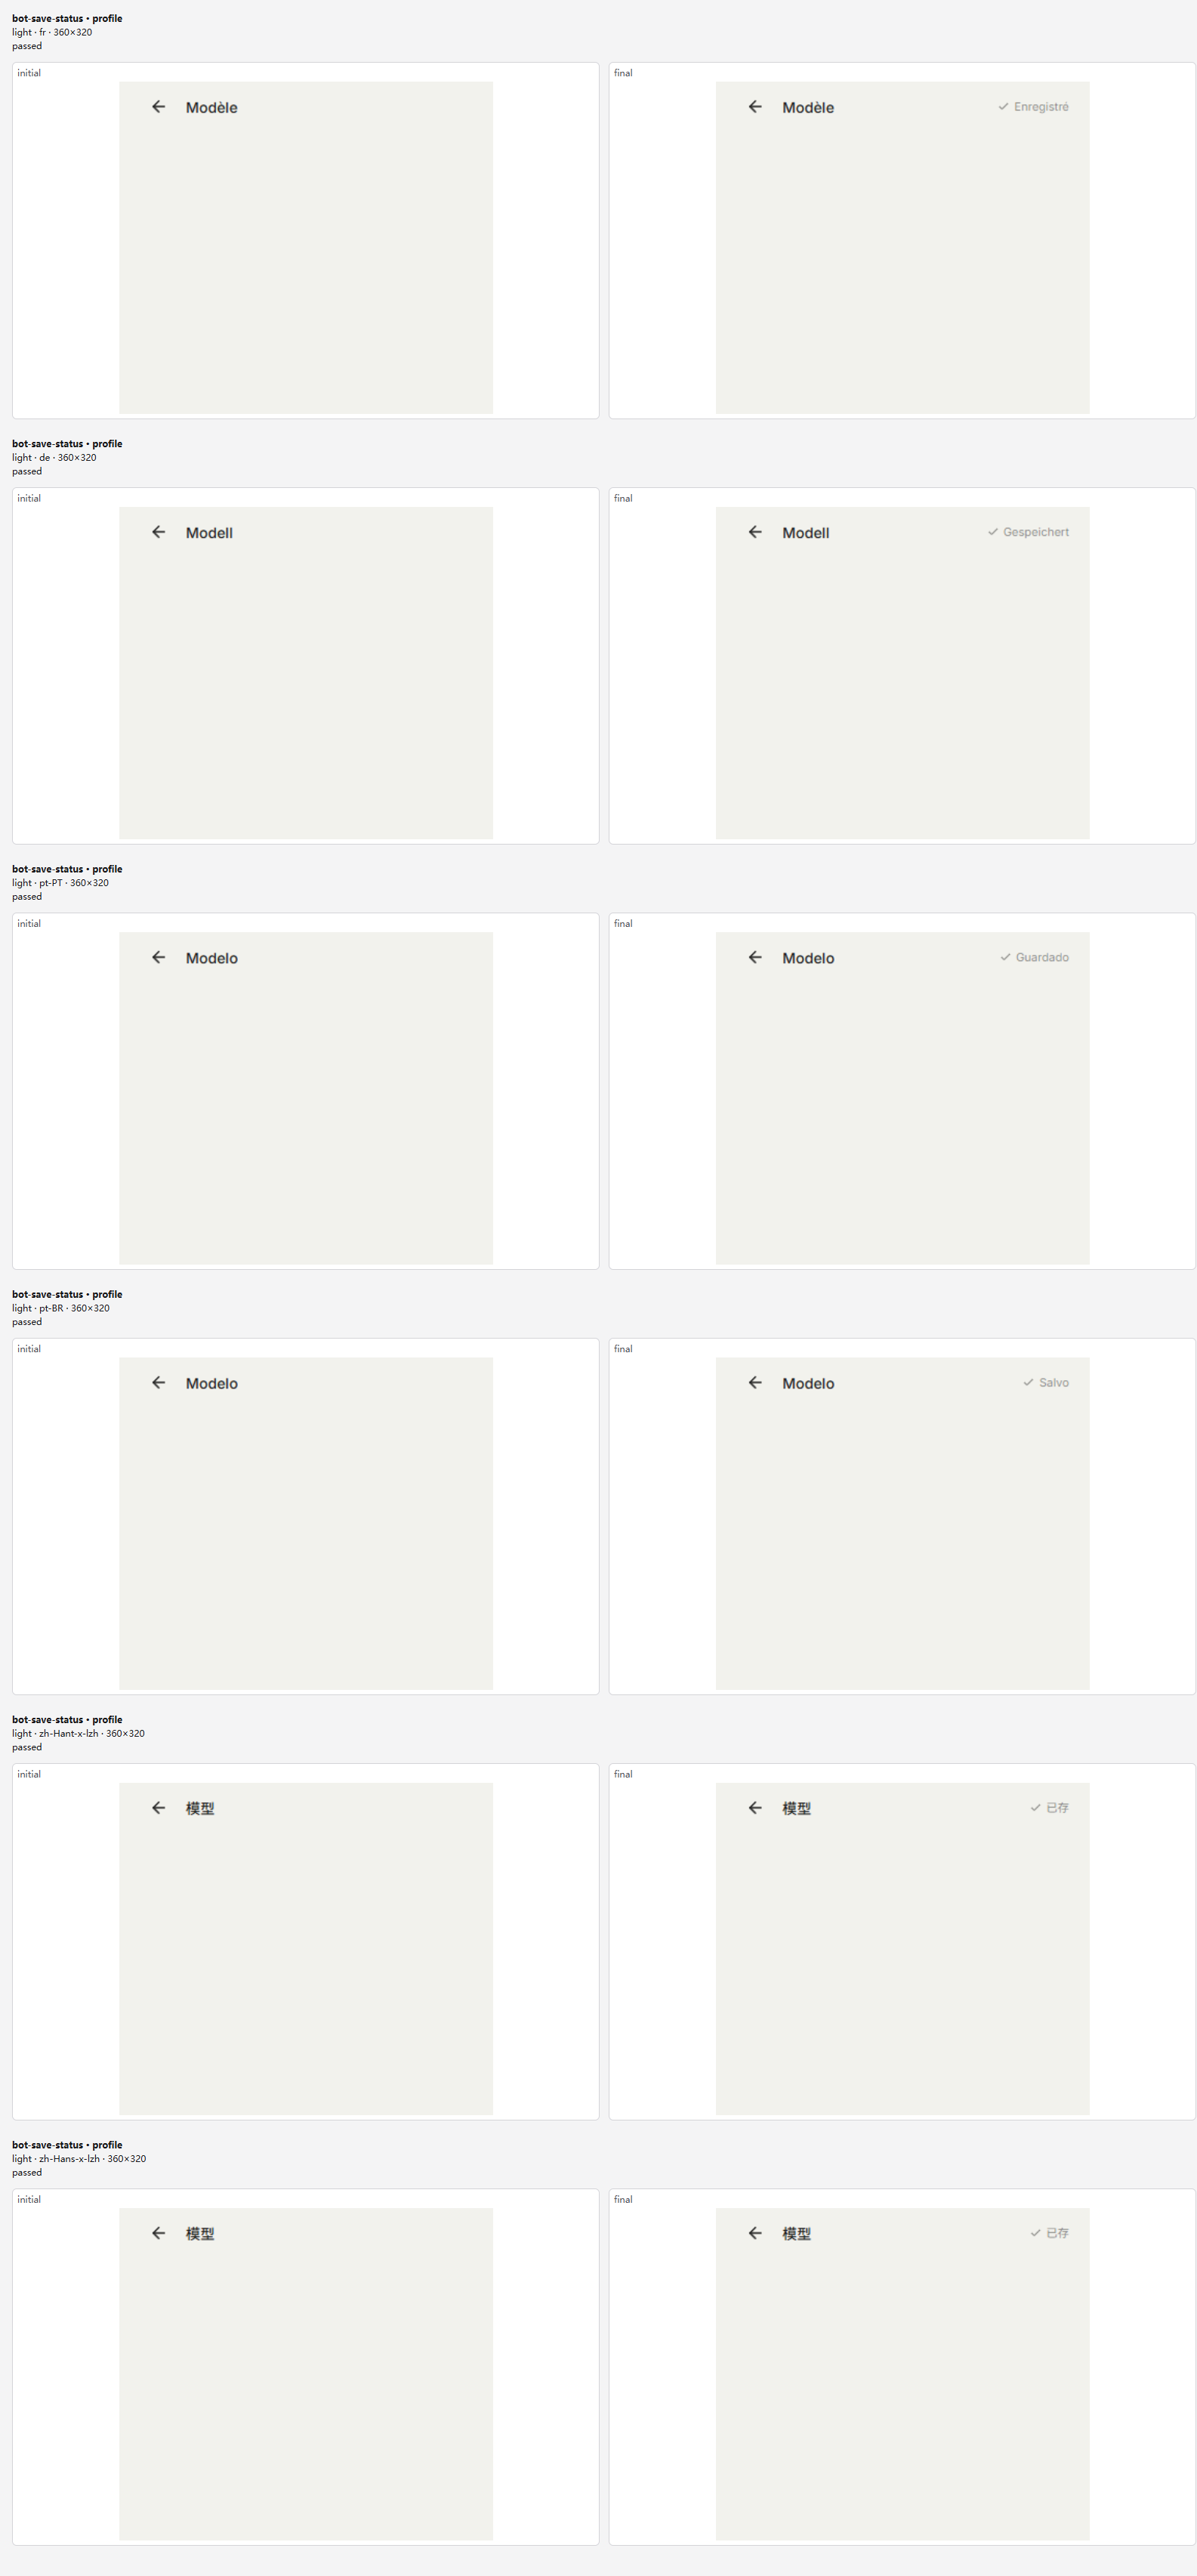 bot-save-status • profile
light · fr · 360×320
passed
initial
Modèle
final
Modèle
Enregistré
bot-save-status • profile
light · de · 360×320
passed
initial
Modell
final
Modell
Gespeichert
bot-save-status • profile
light · pt-PT · 360×320
passed
initial
Modelo
final
Modelo
Guardado
bot-save-status • profile
light · pt-BR · 360×320
passed
initial
Modelo
final
Modelo
Salvo
bot-save-status • profile
light · zh-Hant-x-lzh · 360×320
passed
initial
模型
final
模型
已存
bot-save-status • profile
light · zh-Hans-x-lzh · 360×320
passed
initial
模型
final
模型
已存